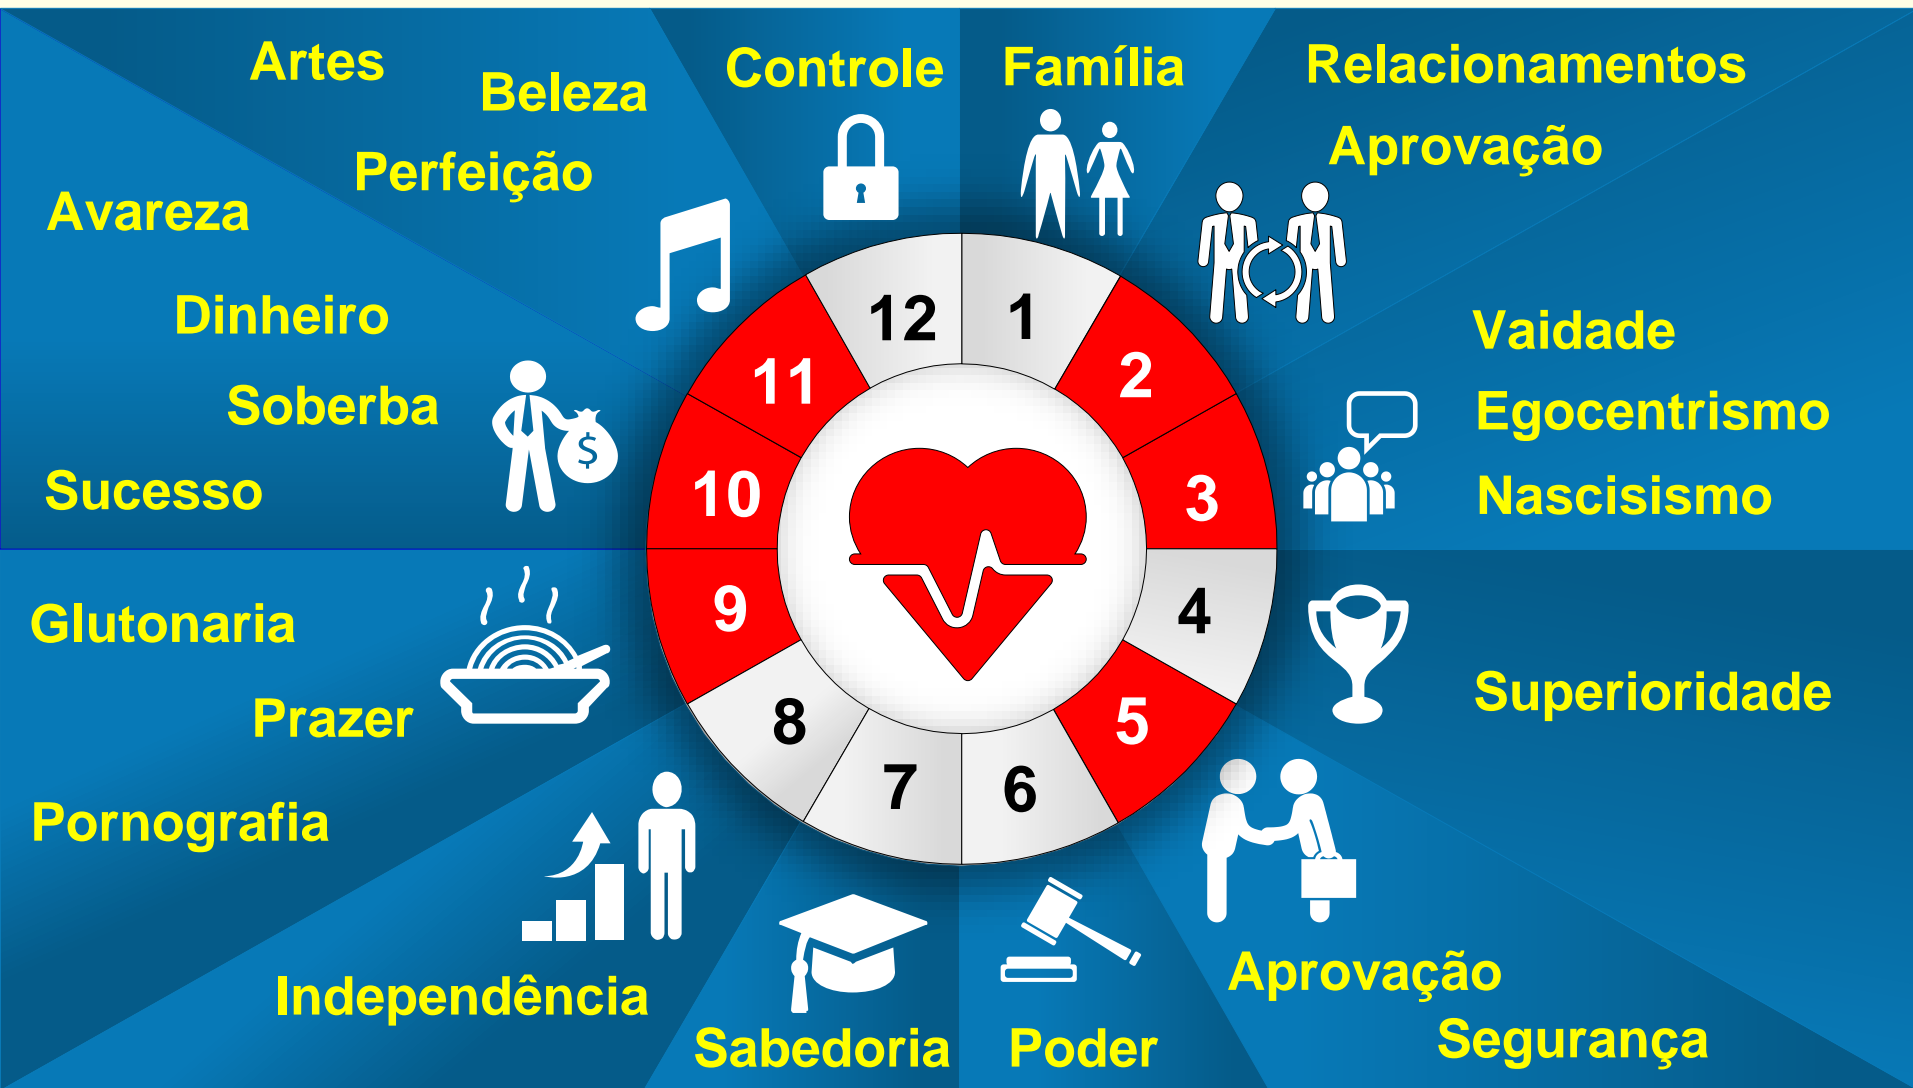 Artes
Beleza
Perfeição
Controle
Família
Relacionamentos
Aprovação
Avareza
Dinheiro
Soberba
Sucesso
$
Vaidade
Egocentrismo
Nascisismo
12
1
11
2
10
3
9
4
8
5
7
6
Glutonaria
Prazer
Pornografia
Superioridade
Independência
Sabedoria
Poder
Aprovação
Segurança